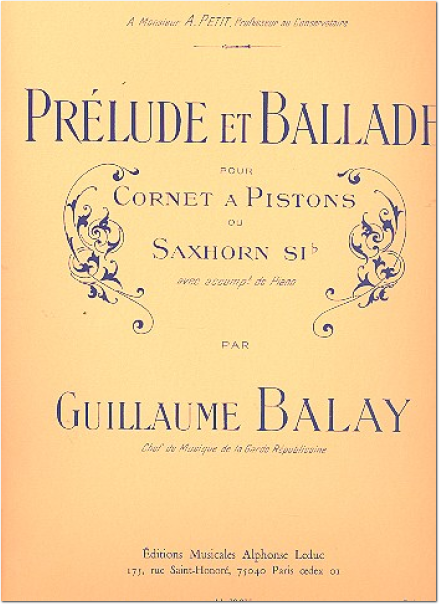 A Monsieur A. PETIT, Professeur au Conservatoire
PRÉLUDE ET BALLADE
POUR
CORNET A PISTONS
OU
SAXHORN SI♭
avec accompt. de Piano
PAR
GUILLAUME BALAY
Chef de Musique de la Garde Républicaine
Éditions Musicales Alphonse Leduc
175, rue Saint-Honoré, 75040 Paris cedex 01